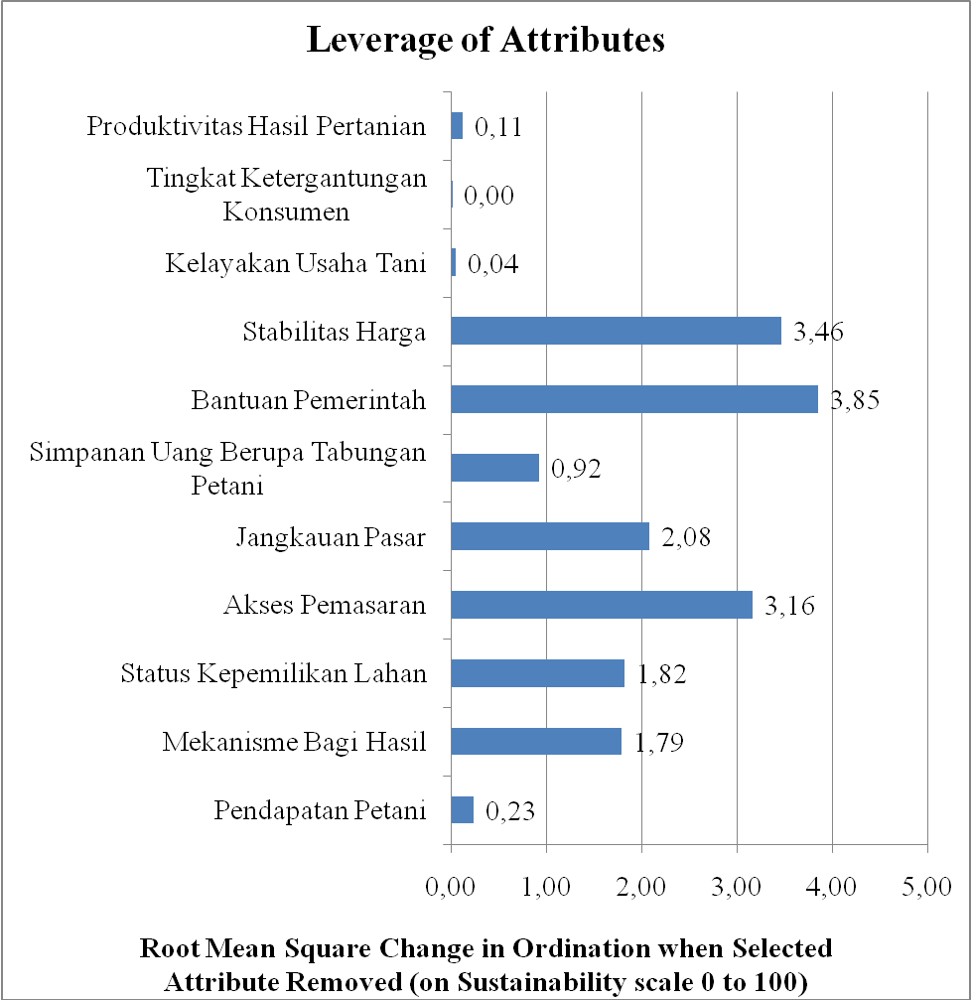 Leverage of Attributes
Produktivitas Hasil Pertanian
0,11
Tingkat Ketergantungan
Konsumen
0,00
Kelayakan Usaha Tani
0,04
Stabilitas Harga
3,46
Bantuan Pemerintah
3,85
Simpanan Uang Berupa Tabungan
Petani
0,92
Jangkauan Pasar
2,08
Akses Pemasaran
3,16
Status Kepemilikan Lahan
1,82
Mekanisme Bagi Hasil
1,79
Pendapatan Petani
0,23
0,00 1,00 2,00 3,00 4,00 5,00
Root Mean Square Change in Ordination when Selected
Attribute Removed (on Sustainability scale 0 to 100)